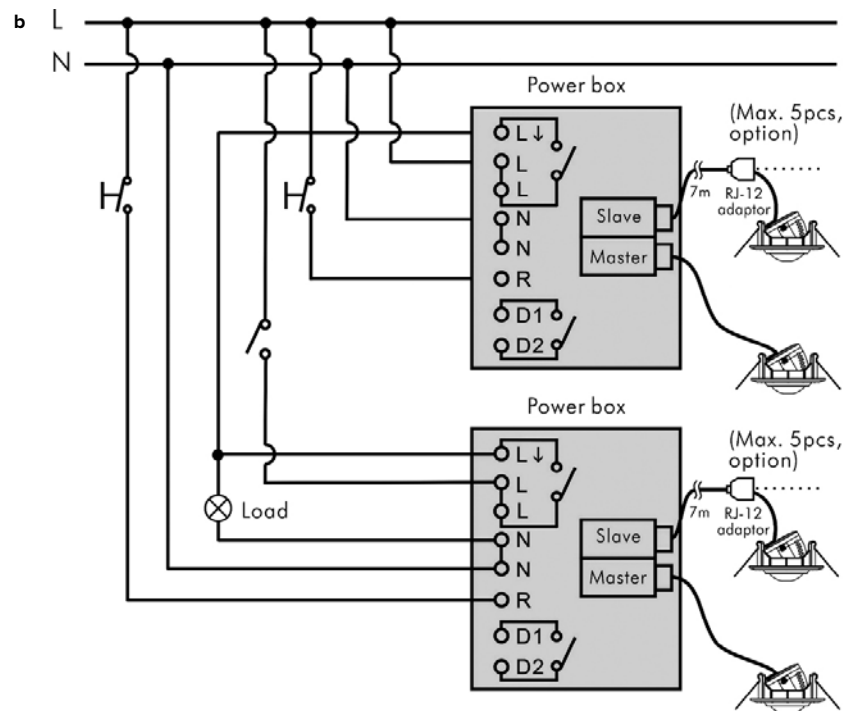 b
L
N
Power box
(Max. 5pcs,
option)
L ↓
L
L
N
N
R
D1
D2
Slave
Master
7m
RJ-12
adaptor
Power box
(Max. 5pcs,
option)
L ↓
L
L
N
N
R
D1
D2
Load
Slave
Master
7m
RJ-12
adaptor